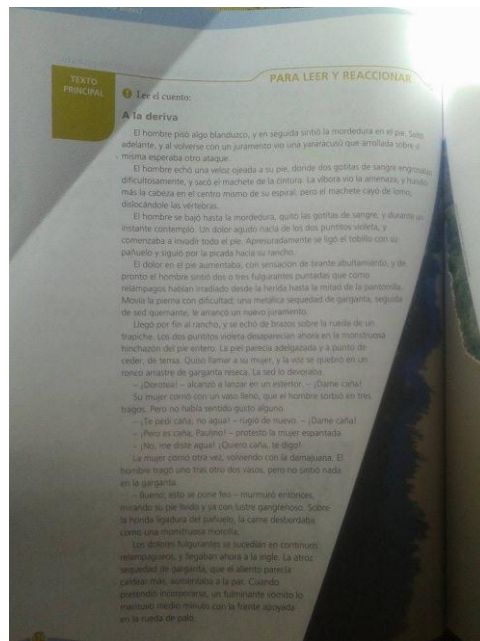 TEXTO
PRINCIPAL
PARA LEER Y REACCIONAR
Lee el cuento:
A la deriva
El hombre pisó algo blanduzco, y en seguida sintió la mordedura en el pie. Saltó
adelante, y al volverse con un juramento vio una yararacusú que arrollada sobre sí
misma esperaba otro ataque.
El hombre echó una veloz ojeada a su pie, donde dos gotitas de sangre engrosaban
dificultosamente, y sacó el machete de la cintura. La víbora vio la amenaza, y hundió
más la cabeza en el centro mismo de su espiral; pero el machete cayó de lomo,
dislocándole las vértebras.
El hombre se bajó hasta la mordedura, quitó las gotitas de sangre, y durante un
instante contempló. Un dolor agudo nacía de los dos puntitos violeta, y
comenzaba a invadir todo el pie. Apresuradamente se ligó el tobillo con su
pañuelo y siguió por la picada hacia su rancho.
El dolor en el pie aumentaba, con sensación de tirante abultamiento, y de
pronto el hombre sintió dos o tres fulgurantes puntadas que como
relámpagos habían irradiado desde la herida hasta la mitad de la pantorrilla.
Movía la pierna con dificultad; una metálica sequedad de garganta, seguida
de sed quemante, le arrancó un nuevo juramento.
Llegó por fin al rancho, y se echó de brazos sobre la rueda de un
trapiche. Los dos puntitos violeta desaparecían ahora en la monstruosa
hinchazón del pie entero. La piel parecía adelgazada y a punto de
ceder, de tensa. Quiso llamar a su mujer, y la voz se quebró en un
ronco arrastre de garganta reseca. La sed lo devoraba.
– ¡Dorotea! – alcanzó a lanzar en un estertor. – ¡Dame caña!
Su mujer corrió con un vaso lleno, que el hombre sorbió en tres
tragos. Pero no había sentido gusto alguno.
– ¡Te pedí caña, no agua! – rugió de nuevo. – ¡Dame caña!
– ¡Pero es caña, Paulino! – protestó la mujer espantada.
– ¡No, me diste agua! ¡Quiero caña, te digo!
La mujer corrió otra vez, volviendo con la damajuana. El
hombre tragó uno tras otro dos vasos, pero no sintió nada
en la garganta.
– Bueno; esto se pone feo – murmuró entonces,
mirando su pie lívido y ya con lustre gangrenoso. Sobre
la honda ligadura del pañuelo, la carne desbordaba
como una monstruosa morcilla.
Los dolores fulgurantes se sucedían en continuos
relampagueos, y llegaban ahora a la ingle. La atroz
sequedad de garganta, que el aliento parecía
caldear más, aumentaba a la par. Cuando
pretendió incorporarse, un fulminante vómito lo
mantuvo medio minuto con la frente apoyada
en la rueda de palo.